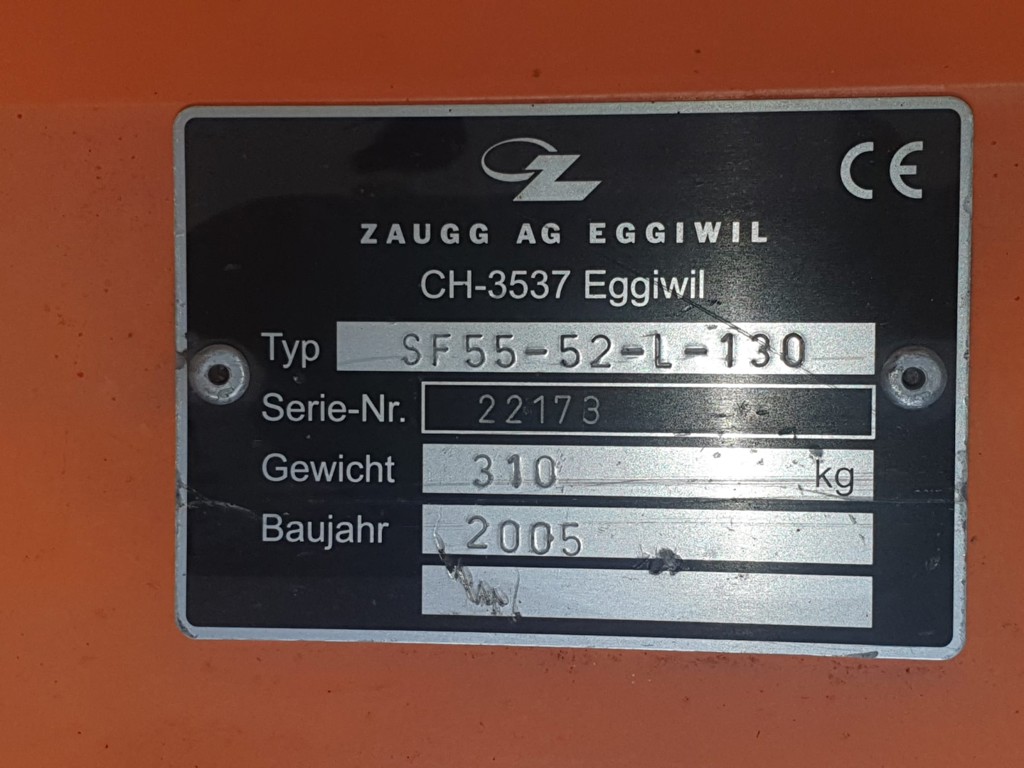 CE
ZAUGG AG EGGIWIL
CH-3537 Eggiwil
Typ SF55-52-L-130
Serie-Nr. 22173
Gewicht 310 kg
Baujahr 2005